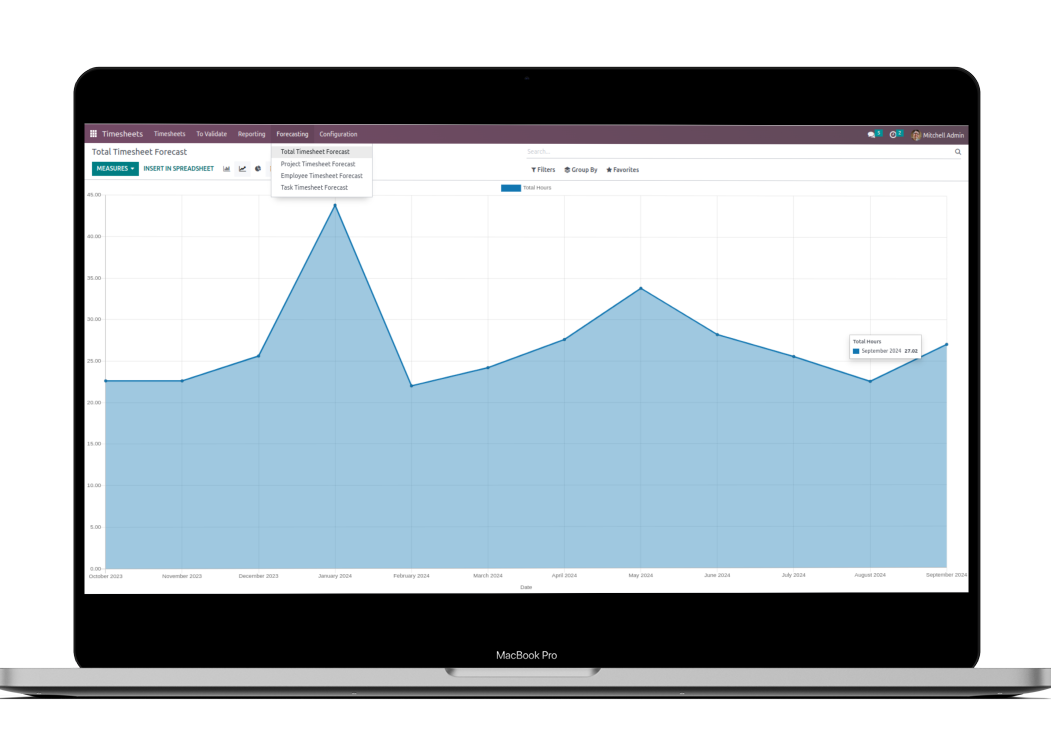 Timesheets Timesheets To Validate Reporting Forecasting Configuration 5 2 Mitchell Admin
Total Timesheet Forecast
Search...
MEASURES INSERT IN SPREADSHEET
Filters Group By Favorites
Total Timesheet Forecast
Project Timesheet Forecast
Employee Timesheet Forecast
Task Timesheet Forecast
Total Hours
45.00
40.00
35.00
30.00
25.00
20.00
15.00
10.00
5.00
0.00
Total Hours
September 2024 27.02
October 2023 November 2023 December 2023 January 2024 February 2024 March 2024 April 2024 May 2024 June 2024 July 2024 August 2024 September 2024
Date
MacBook Pro